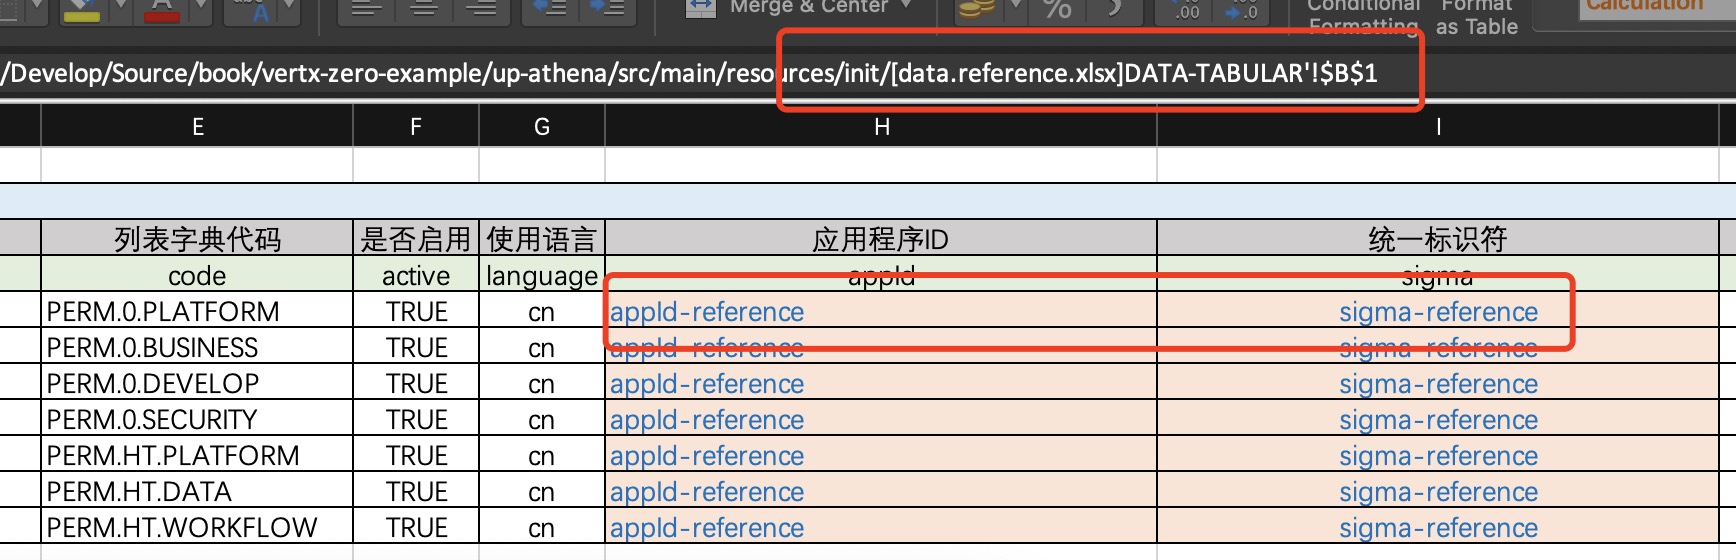 abc
A
A
Merge & Center
%
.00
.0
Conditional Formatting
Format as Table
Calculation
/Develop/Source/book/vertx-zero-example/up-athena/src/main/resources/init/[data.reference.xlsx]DATA-TABULAR'!$B$1
E F G H I
列表字典代码 是否启用 使用语言 应用程序ID 统一标识符
code active language appId sigma
PERM.0.PLATFORM TRUE cn appId-reference sigma-reference
PERM.0.BUSINESS TRUE cn appId-reference sigma-reference
PERM.0.DEVELOP TRUE cn appId-reference sigma-reference
PERM.0.SECURITY TRUE cn appId-reference sigma-reference
PERM.HT.PLATFORM TRUE cn appId-reference sigma-reference
PERM.HT.DATA TRUE cn appId-reference sigma-reference
PERM.HT.WORKFLOW TRUE cn appId-reference sigma-reference